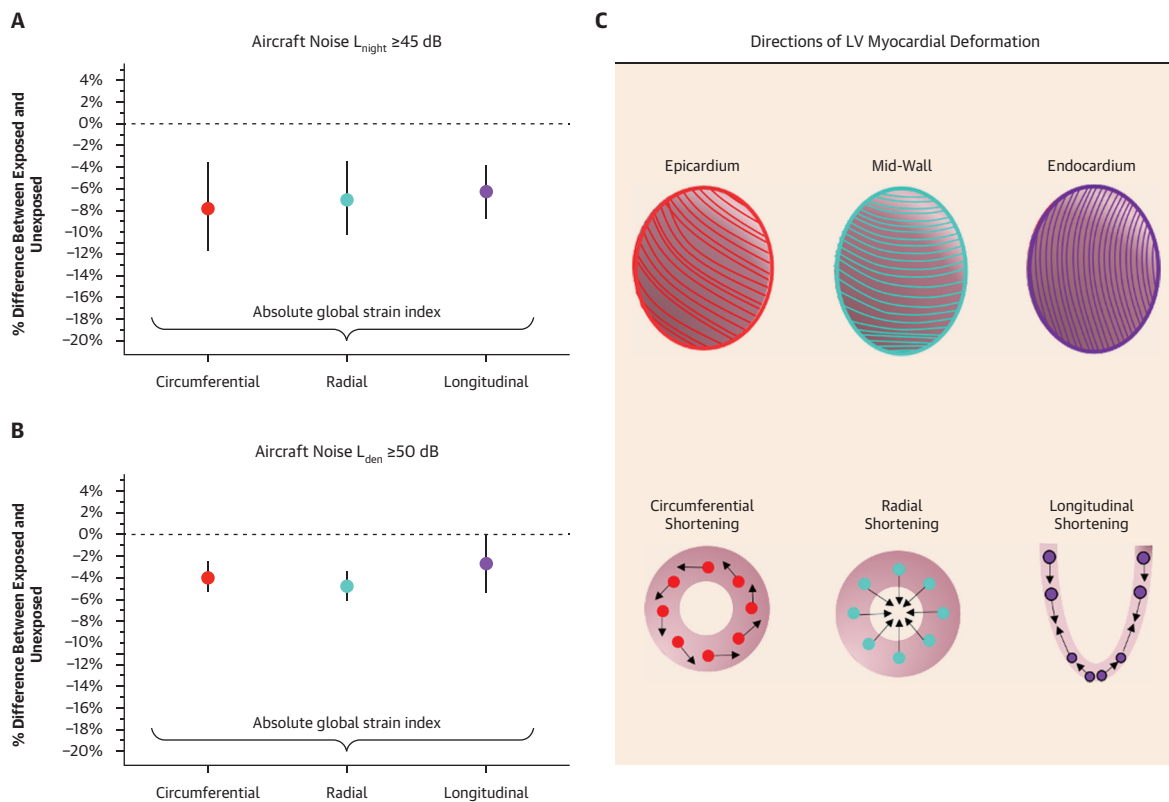 A
Aircraft Noise Lnight ≥45 dB
% Difference Between Exposed and
Unexposed
4%
2%
0%
−2%
−4%
−6%
−8%
−10%
−12%
−14%
−16%
−18%
−20%
Absolute global strain index
Circumferential
Radial
Longitudinal
B
Aircraft Noise Lden ≥50 dB
% Difference Between Exposed and
Unexposed
4%
2%
0%
−2%
−4%
−6%
−8%
−10%
−12%
−14%
−16%
−18%
−20%
Absolute global strain index
Circumferential
Radial
Longitudinal
C
Directions of LV Myocardial Deformation
Epicardium
Mid-Wall
Endocardium
Circumferential
Shortening
Radial
Shortening
Longitudinal
Shortening